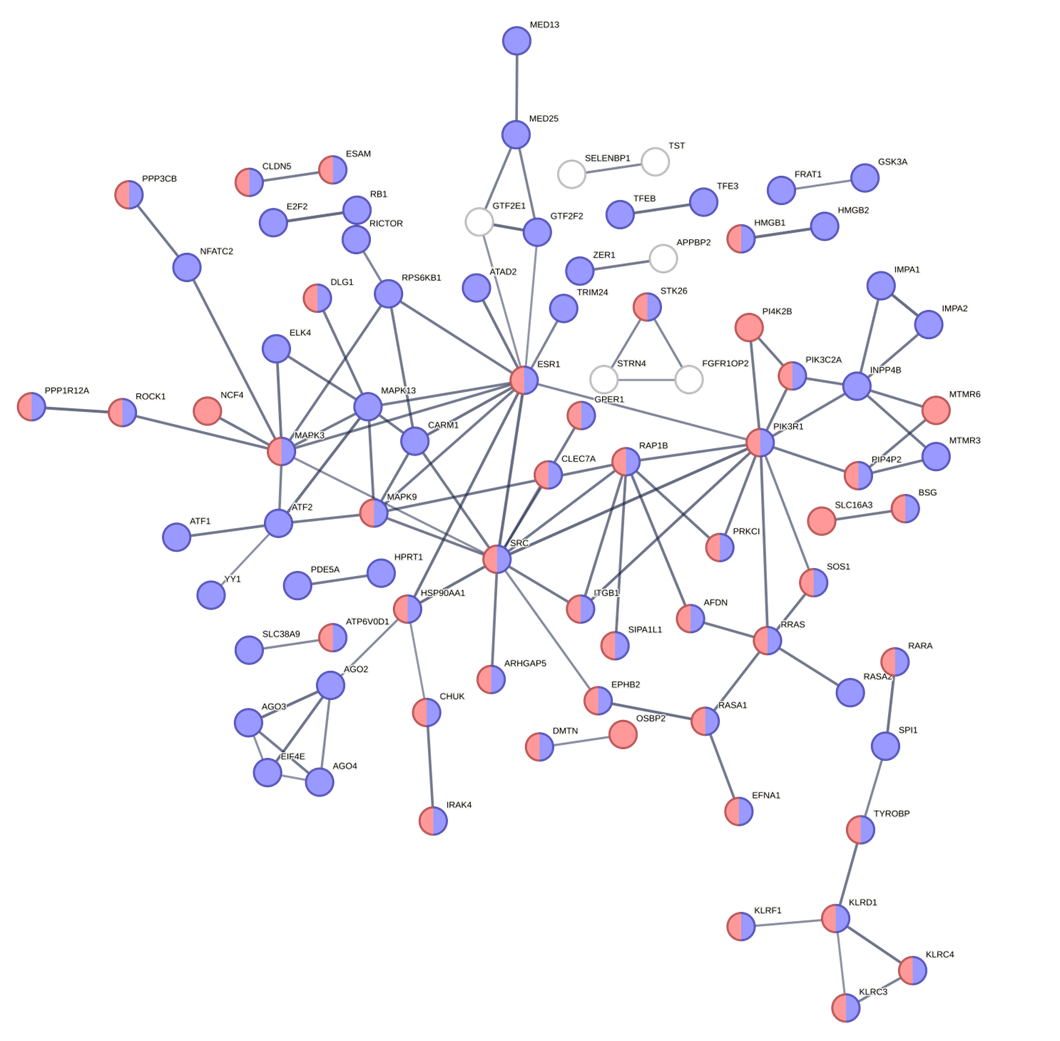 MED13
MED25
TST
SELENBP1
ESAM
CLDN5
GSK3A
FRAT1
PPP3CB
RB1
E2F2
TFE3
TFEB
GTF2E1
GTF2F2
HMGB2
HMGB1
RICTOR
APPBP2
ZER1
NFATC2
ATAD2
RPS6KB1
IMPA1
DLG1
TRIM24
STK26
IMPA2
PI4K2B
ELK4
ESR1
STRN4
FGFR1OP2
PIK3C2A
INPP4B
PPP1R12A
ROCK1
NCF4
MAPK13
GPER1
MTMR6
MAPK3
CARM1
PIK3R1
RAP1B
MTMR3
CLEC7A
PIP4P2
MAPK9
SLC16A3
BSG
ATF2
ATF1
PRKCI
SRC
HPRT1
PDE5A
YY1
SOS1
HSP90AA1
ITGB1
AFDN
RRAS
ATP6V0D1
SLC38A9
SIPA1L1
RARA
AGO2
ARHGAP5
RASA2
EPHB2
CHUK
RASA1
AGO3
OSBP2
DMTN
SPI1
EIF4E
AGO4
IRAK4
EFNA1
TYROBP
KLRF1
KLRD1
KLRC4
KLRC3